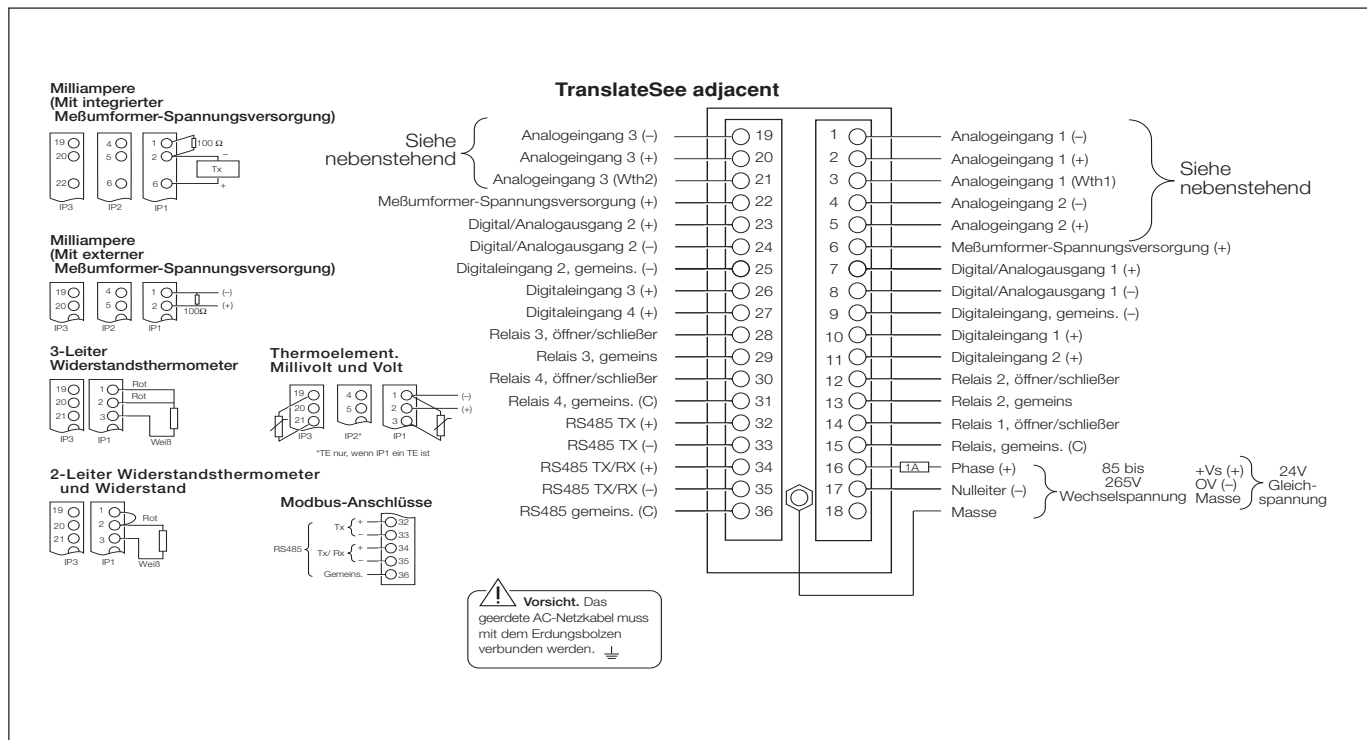 Milliampere
(Mit integrierter
Meßumformer-Spannungsversorgung)
19 4 1 100 Ω
20 5 2 –
Tx
22 6 6 +
IP3 IP2 IP1
Milliampere
(Mit externer
Meßumformer-Spannungsversorgung)
19 4 1 (–)
20 5 2 (+)
100Ω
IP3 IP2 IP1
3-Leiter
Widerstandsthermometer
19 1 Rot
20 2 Rot
21 3
IP3 IP1 Weiß
Thermoelement.
Millivolt und Volt
19 4 1 (–)
20 5 2 (+)
21 3
IP3 IP2* IP1
*TE nur, wenn IP1 ein TE ist
2-Leiter Widerstandsthermometer
und Widerstand
19 1
20 2 Rot
21 3
IP3 IP1 Weiß
Modbus-Anschlüsse
Tx + 32
– 33
RS485 Tx/ Rx + 34
– 35
Gemeins. 36
TranslateSee adjacent
Siehe
nebenstehend
Analogeingang 3 (–) 19
Analogeingang 3 (+) 20
Analogeingang 3 (Wth2) 21
Meßumformer-Spannungsversorgung (+) 22
Digital/Analogausgang 2 (+) 23
Digital/Analogausgang 2 (–) 24
Digitaleingang 2, gemeins. (–) 25
Digitaleingang 3 (+) 26
Digitaleingang 4 (+) 27
Relais 3, öffner/schließer 28
Relais 3, gemeins 29
Relais 4, öffner/schließer 30
Relais 4, gemeins. (C) 31
RS485 TX (+) 32
RS485 TX (–) 33
RS485 TX/RX (+) 34
RS485 TX/RX (–) 35
RS485 gemeins. (C) 36
1 Analogeingang 1 (–)
2 Analogeingang 1 (+)
3 Analogeingang 1 (Wth1)
4 Analogeingang 2 (–)
5 Analogeingang 2 (+)
Siehe
nebenstehend
6 Meßumformer-Spannungsversorgung (+)
7 Digital/Analogausgang 1 (+)
8 Digital/Analogausgang 1 (–)
9 Digitaleingang, gemeins. (–)
10 Digitaleingang 1 (+)
11 Digitaleingang 2 (+)
12 Relais 2, öffner/schließer
13 Relais 2, gemeins
14 Relais 1, öffner/schließer
15 Relais, gemeins. (C)
16 1A Phase (+)
17 Nulleiter (–)
18
Masse
85 bis
265V
Wechselspannung
+Vs (+)
OV (–)
Masse
24V
Gleich-
spannung
Vorsicht. Das
geerdete AC-Netzkabel muss
mit dem Erdungsbolzen
verbunden werden.